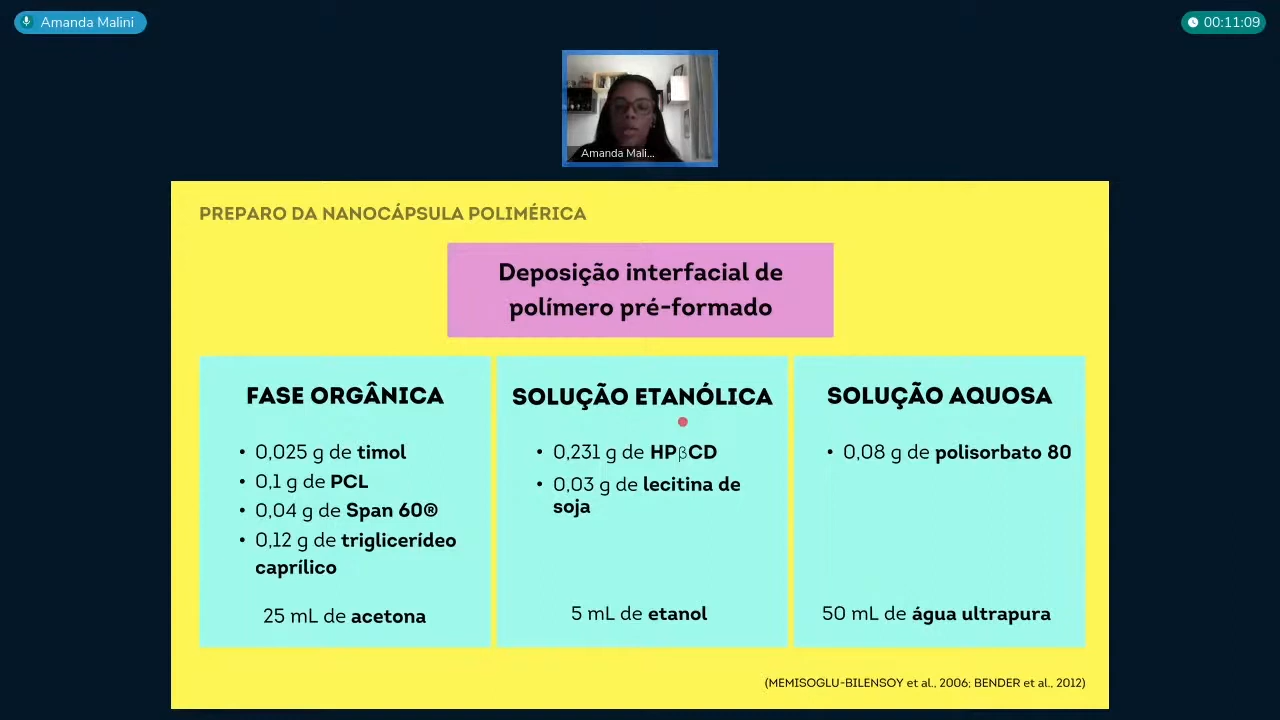 Amanda Malini
00:11:09
Amanda Mali...
PREPARO DA NANOCÁPSULA POLIMÉRICA
Deposição interfacial de
polímero pré-formado
FASE ORGÂNICA
• 0,025 g de timol
• 0,1 g de PCL
• 0,04 g de Span 60®
• 0,12 g de triglicerídeo
caprílico
25 mL de acetona
SOLUÇÃO ETANÓLICA
• 0,231 g de HPβCD
• 0,03 g de lecitina de
soja
5 mL de etanol
SOLUÇÃO AQUOSA
• 0,08 g de polisorbato 80
50 mL de água ultrapura
(MEMISOGLU-BILENSOY et al., 2006; BENDER et al., 2012)